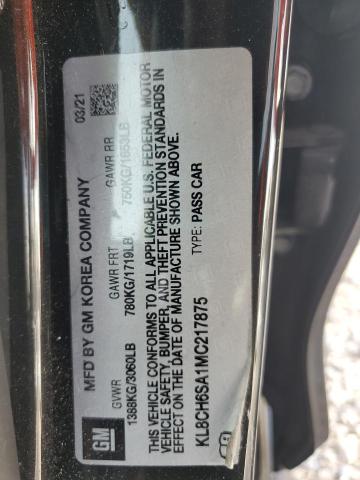 GM
MFD BY GM KOREA COMPANY
03/21
GVWR GAWR FRT GAWR RR
1388KG/3060LB 780KG/1719LB 750KG/1653LB
THIS VEHICLE CONFORMS TO ALL APPLICABLE U.S. FEDERAL MOTOR
VEHICLE SAFETY, BUMPER, AND THEFT PREVENTION STANDARDS IN
EFFECT ON THE DATE OF MANUFACTURE SHOWN ABOVE.
KL8CH6SA1MC217875 TYPE: PASS CAR